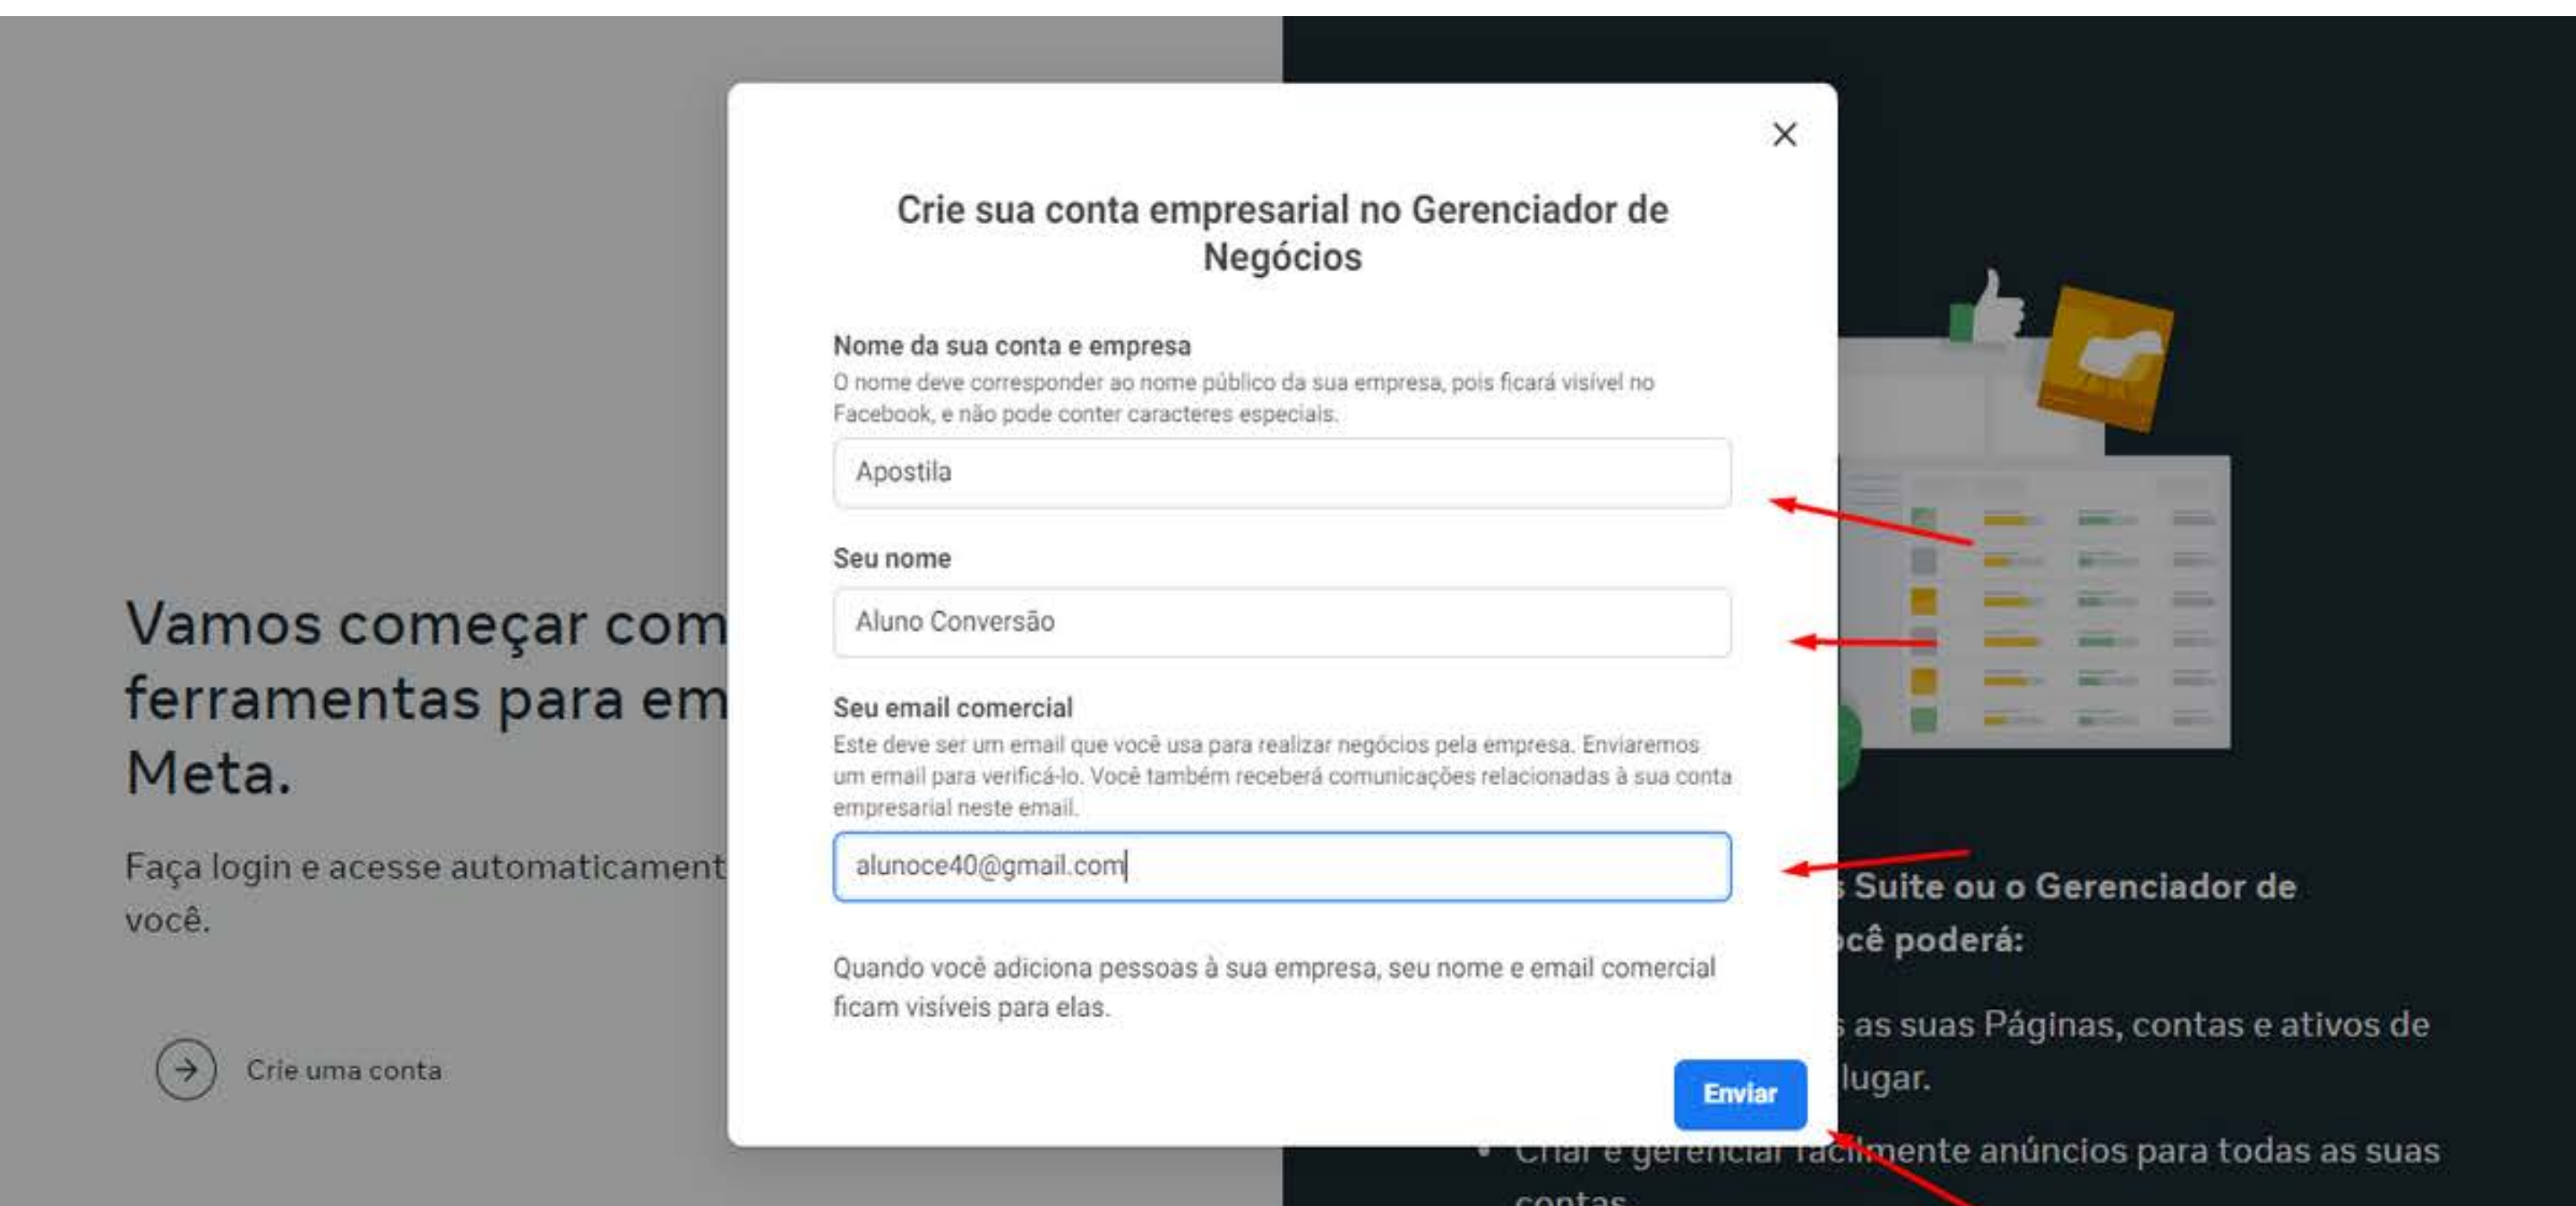 Crie sua conta empresarial no Gerenciador de
Negócios
Nome da sua conta e empresa
O nome deve corresponder ao nome público da sua empresa, pois ficará visível no
Facebook, e não pode conter caracteres especiais.
Apostila
Seu nome
Aluno Conversão
Seu email comercial
Este deve ser um email que você usa para realizar negócios pela empresa. Enviaremos
um email para verificá-lo. Você também receberá comunicações relacionadas à sua conta
empresarial neste email.
alunoce40@gmail.com
Quando você adiciona pessoas à sua empresa, seu nome e email comercial
ficam visíveis para elas.
Enviar
Vamos começar com
ferramentas para em
Meta.
Faça login e acesse automaticament
você.
Crie uma conta
s Suite ou o Gerenciador de
ocê poderá:
s as suas Páginas, contas e ativos de
lugar.
• Criar e gerenciar facilmente anúncios para todas as suas
contas